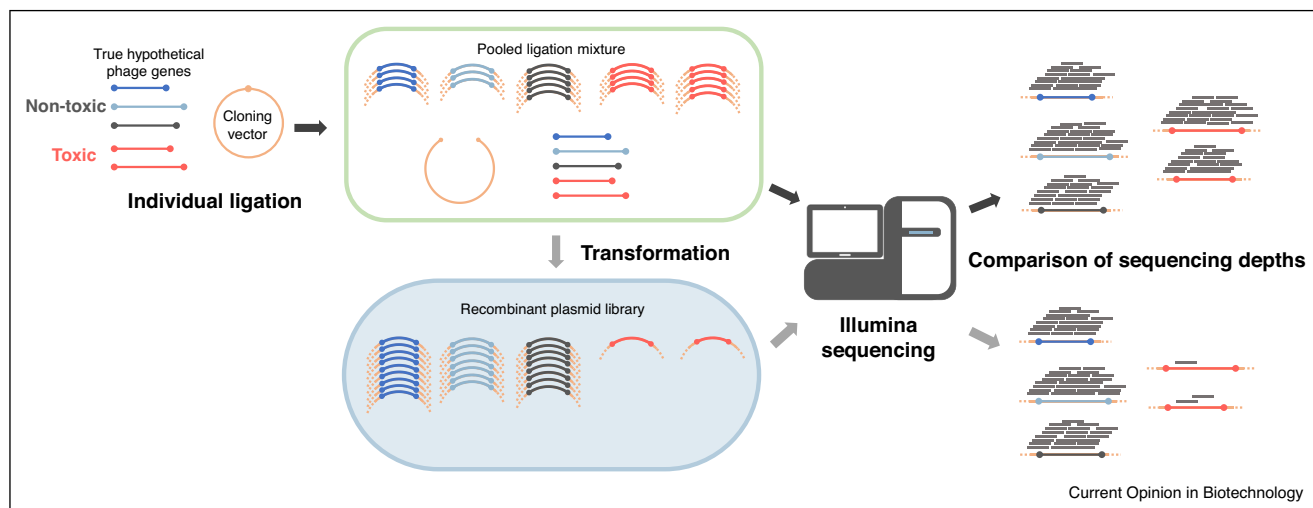 True hypothetical
phage genes
Non-toxic
Toxic
Cloning
vector
Individual ligation
Pooled ligation mixture
Transformation
Recombinant plasmid library
Illumina
sequencing
Comparison of sequencing depths
Current Opinion in Biotechnology